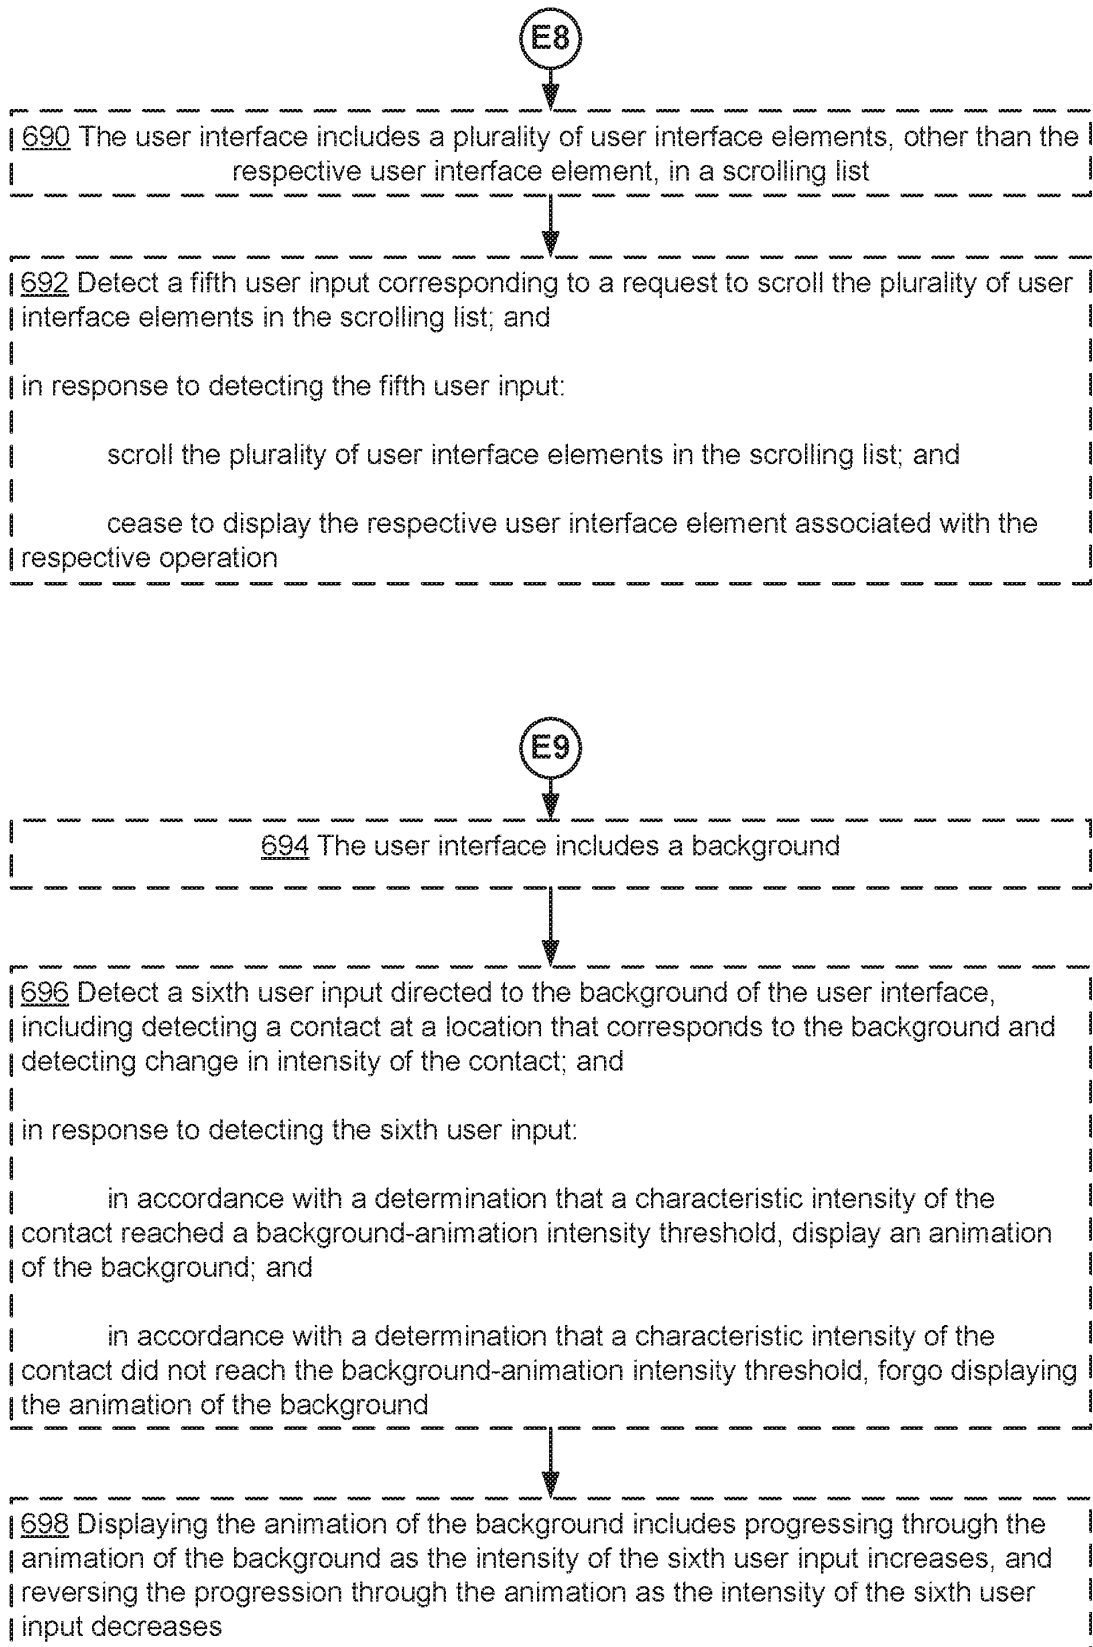 E8
690 The user interface includes a plurality of user interface elements, other than the
respective user interface element, in a scrolling list
692 Detect a fifth user input corresponding to a request to scroll the plurality of user
interface elements in the scrolling list; and
in response to detecting the fifth user input:
scroll the plurality of user interface elements in the scrolling list; and
cease to display the respective user interface element associated with the
respective operation
E9
694 The user interface includes a background
696 Detect a sixth user input directed to the background of the user interface,
including detecting a contact at a location that corresponds to the background and
detecting change in intensity of the contact; and
in response to detecting the sixth user input:
in accordance with a determination that a characteristic intensity of the
contact reached a background-animation intensity threshold, display an animation
of the background; and
in accordance with a determination that a characteristic intensity of the
contact did not reach the background-animation intensity threshold, forgo displaying
the animation of the background
698 Displaying the animation of the background includes progressing through the
animation of the background as the intensity of the sixth user input increases, and
reversing the progression through the animation as the intensity of the sixth user
input decreases